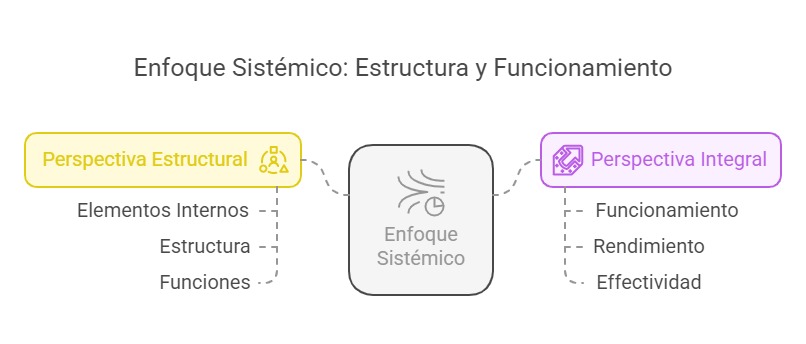 Enfoque Sistémico: Estructura y Funcionamiento
Perspectiva Estructural
Elementos Internos
Estructura
Funciones
Enfoque
Sistémico
Perspectiva Integral
Funcionamiento
Rendimiento
Effectividad